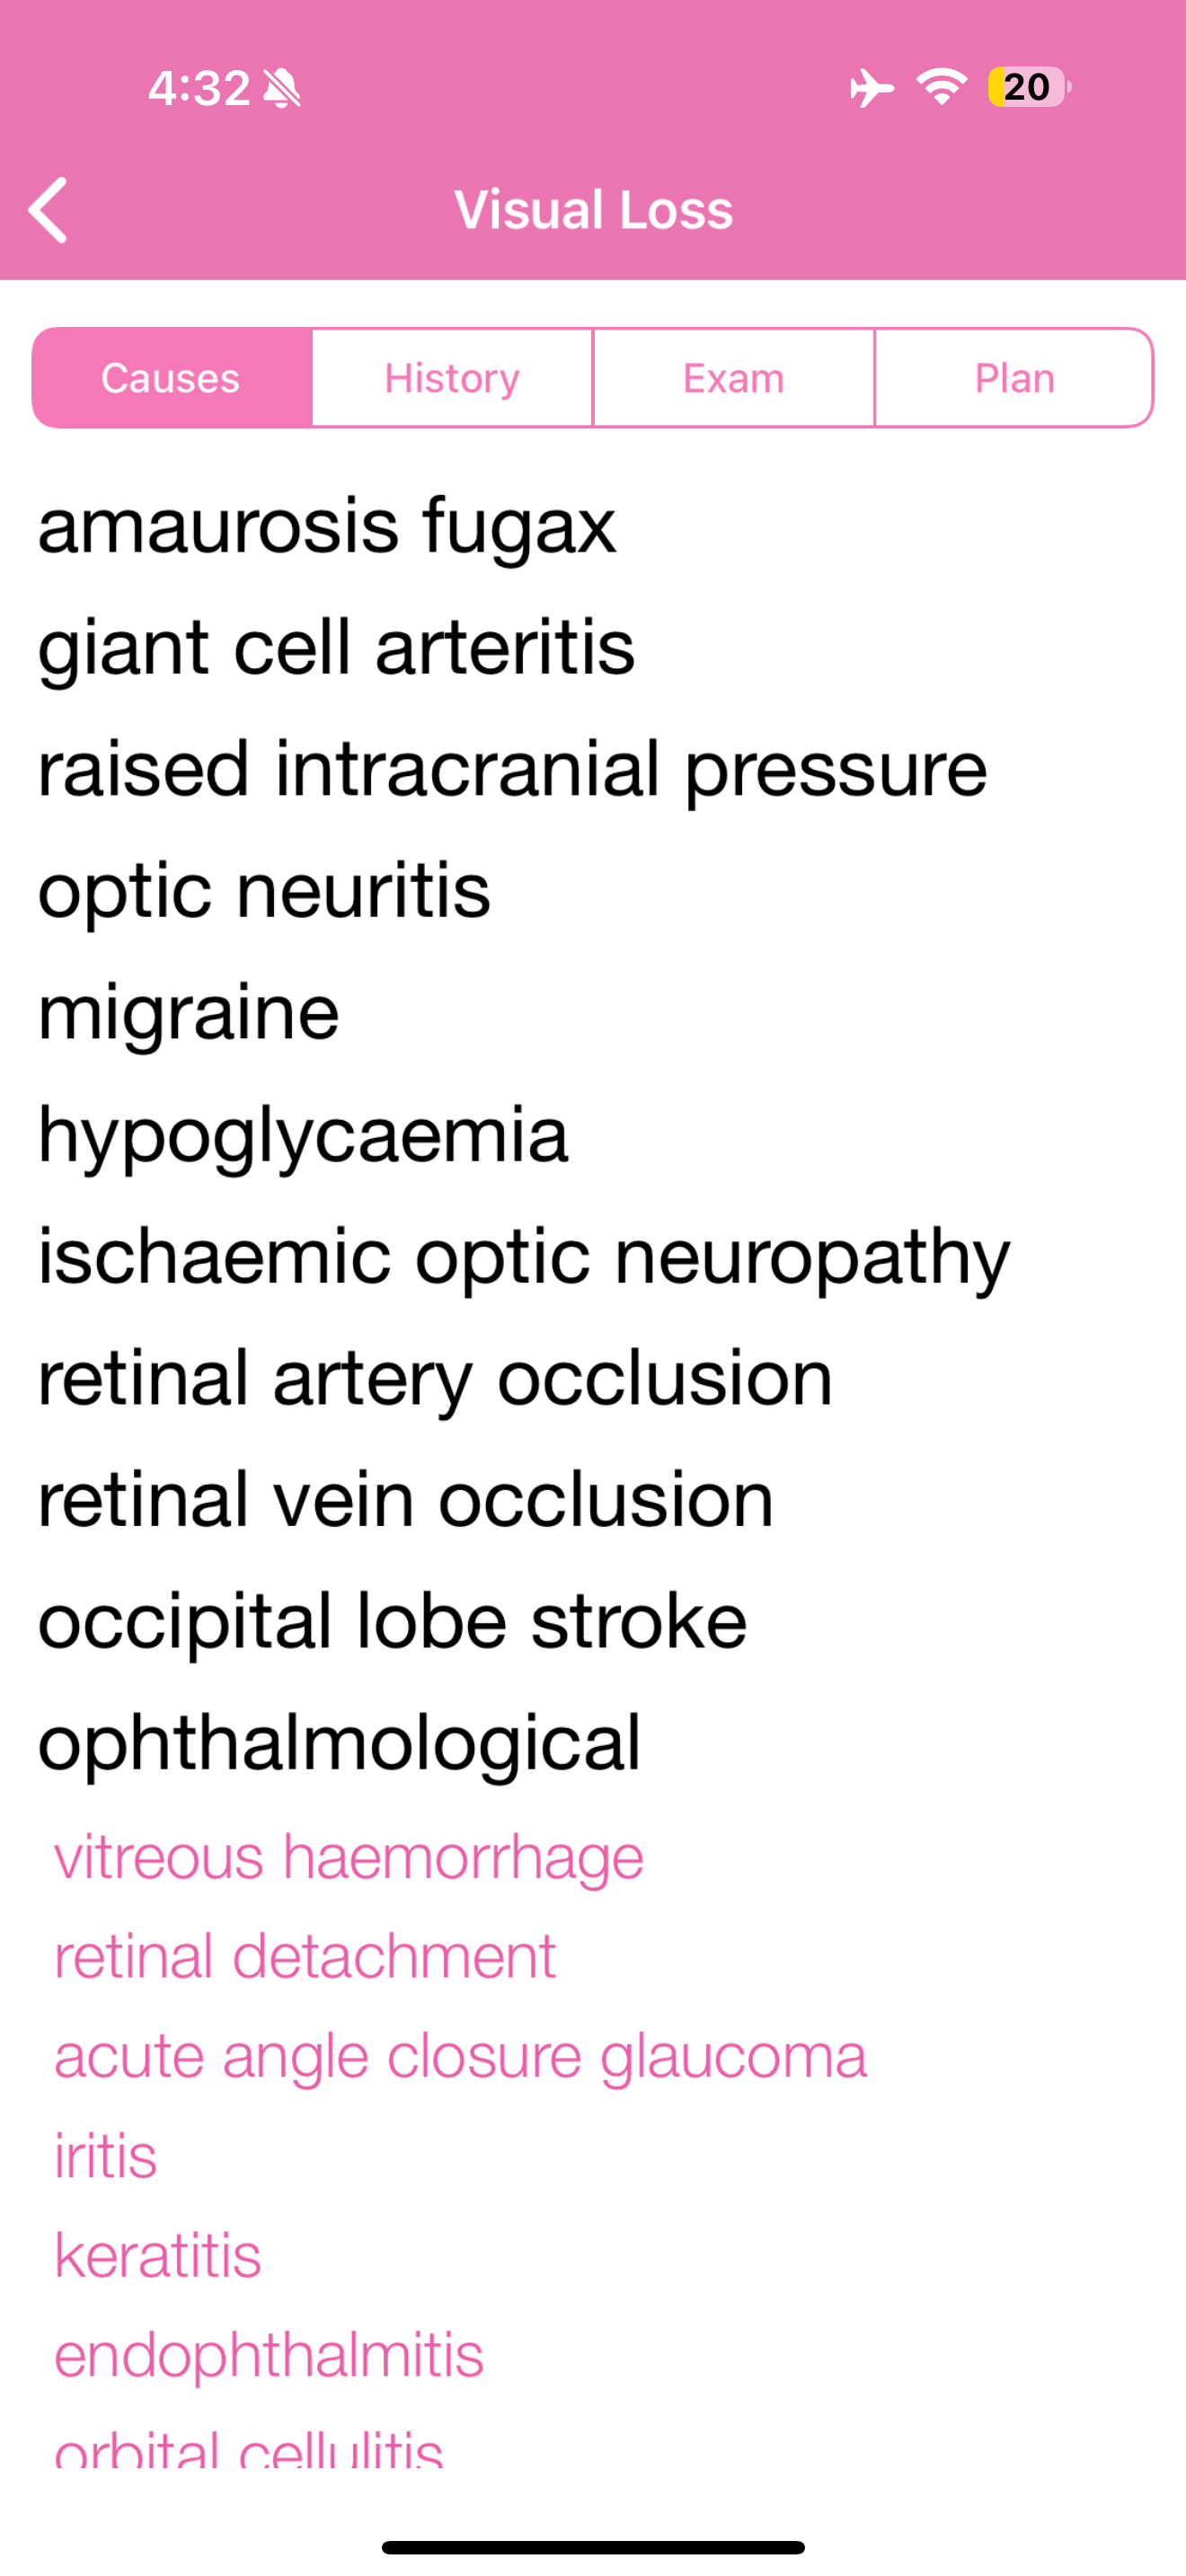 4:32
20
Visual Loss
Causes
History
Exam
Plan
amaurosis fugax
giant cell arteritis
raised intracranial pressure
optic neuritis
migraine
hypoglycaemia
ischaemic optic neuropathy
retinal artery occlusion
retinal vein occlusion
occipital lobe stroke
ophthalmological
vitreous haemorrhage
retinal detachment
acute angle closure glaucoma
iritis
keratitis
endophthalmitis
orbital cellulitis